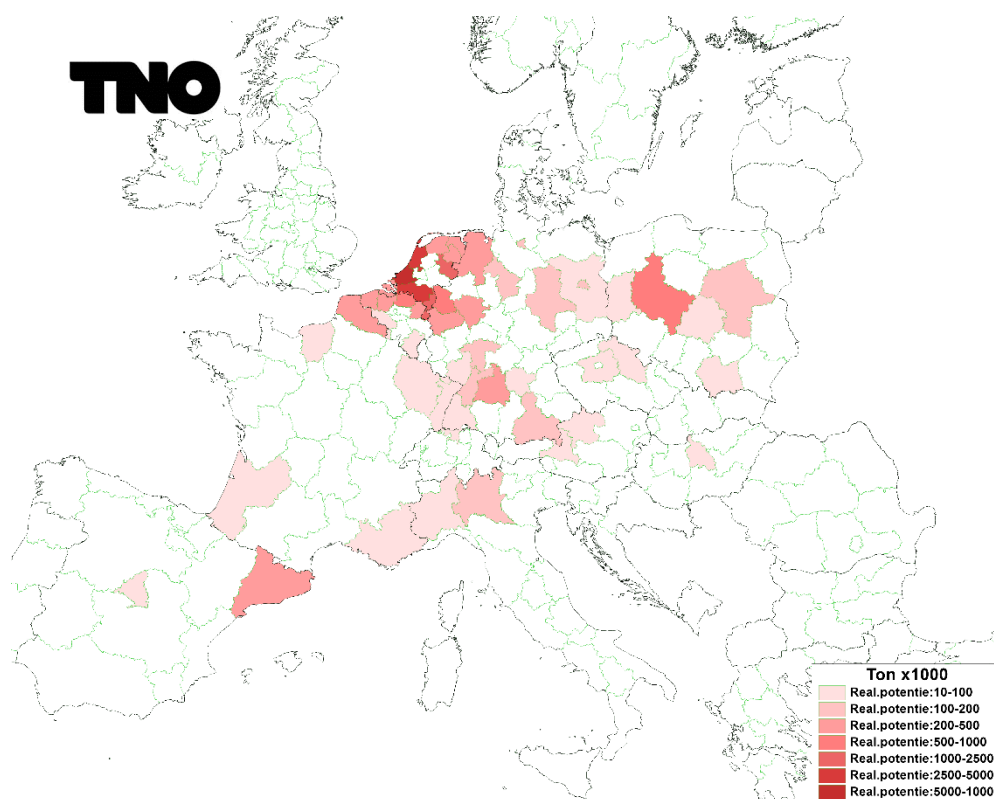 TNO
Ton x1000
Real.potentie:10-100
Real.potentie:100-200
Real.potentie:200-500
Real.potentie:500-1000
Real.potentie:1000-2500
Real.potentie:2500-5000
Real.potentie:5000-1000